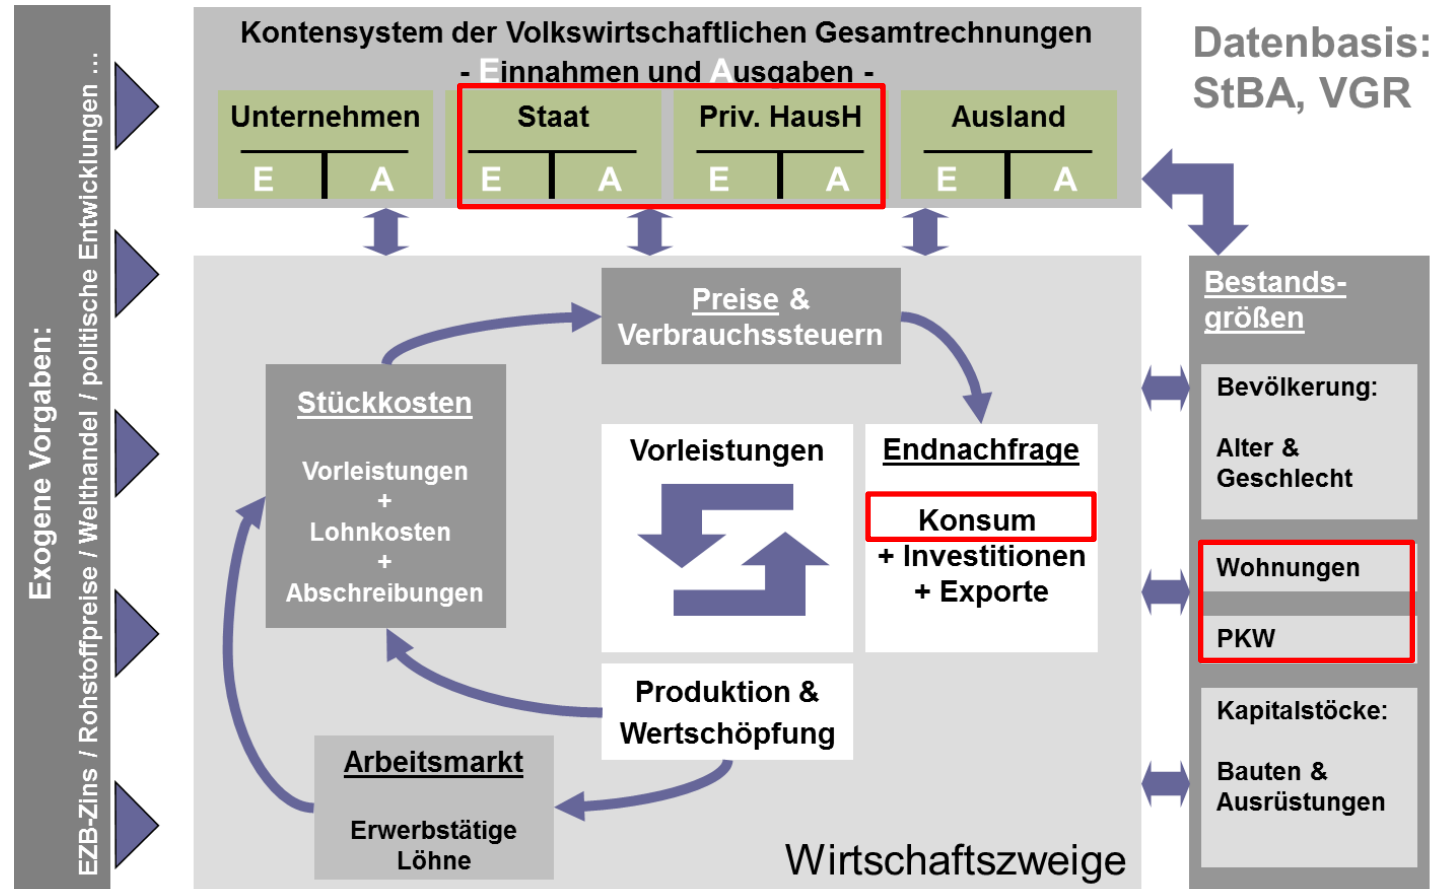 Exogene Vorgaben:
EZB-Zins / Rohstoffpreise / Welthandel / politische Entwicklungen ...
Kontensystem der Volkswirtschaftlichen Gesamtrechnungen
- Einnahmen und Ausgaben -
Unternehmen
E A
Staat
E A
Priv. HausH
E A
Ausland
E A
Datenbasis:
StBA, VGR
Preise &
Verbrauchssteuern
Stückkosten
Vorleistungen
+
Lohnkosten
+
Abschreibungen
Vorleistungen
Endnachfrage
Konsum
+ Investitionen
+ Exporte
Produktion &
Wertschöpfung
Arbeitsmarkt
Erwerbstätige
Löhne
Wirtschaftszweige
Bestands-
größen
Bevölkerung:
Alter &
Geschlecht
Wohnungen
PKW
Kapitalstöcke:
Bauten &
Ausrüstungen